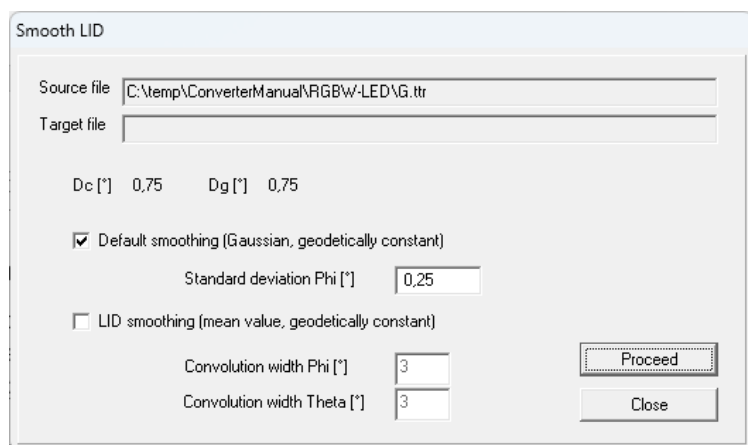 Smooth LID
Source file C:\temp\ConverterManual\RGBW-LED\G.ttr
Target file
Dc [°] 0,75 Dg [°] 0,75
Default smoothing (Gaussian, geodetically constant)
Standard deviation Phi [°] 0,25
LID smoothing (mean value, geodetically constant)
Convolution width Phi [°] 3
Proceed
Convolution width Theta [°] 3
Close